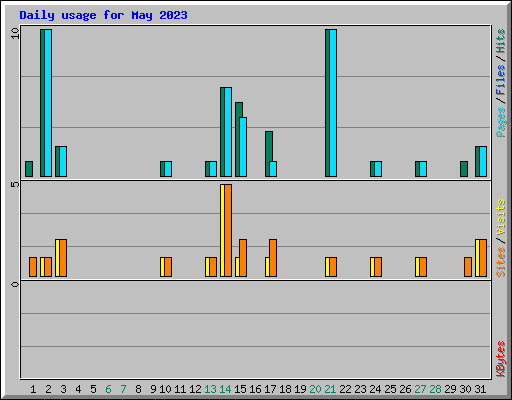 Daily usage for May 2023
10
5
0
Pages/Files/Hits
Sites/Visits
KBytes
1 2 3 4 5 6 7 8 9 10 11 12 13 14 15 16 17 18 19 20 21 22 23 24 25 26 27 28 29 30 31